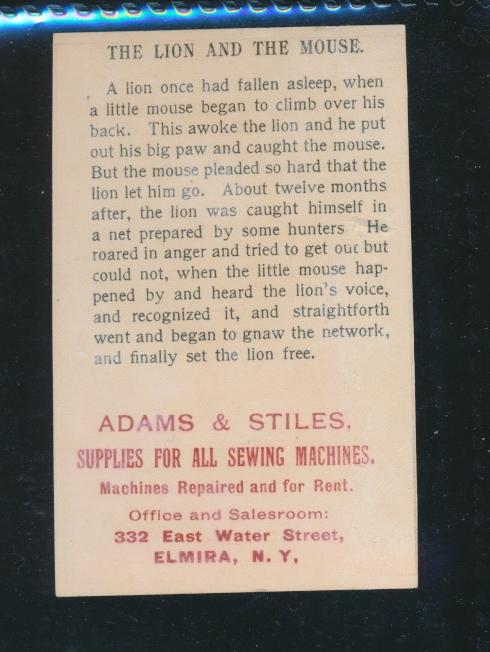 THE LION AND THE MOUSE.
A lion once had fallen asleep, when
a little mouse began to climb over his
back. This awoke the lion and he put
out his big paw and caught the mouse.
But the mouse pleaded so hard that the
lion let him go. About twelve months
after, the lion was caught himself in
a net prepared by some hunters He
roared in anger and tried to get out but
could not, when the little mouse hap-
pened by and heard the lion's voice,
and recognized it, and straightforth
went and began to gnaw the network,
and finally set the lion free.
ADAMS & STILES,
SUPPLIES FOR ALL SEWING MACHINES.
Machines Repaired and for Rent.
Office and Salesroom:
332 East Water Street,
ELMIRA, N. Y,